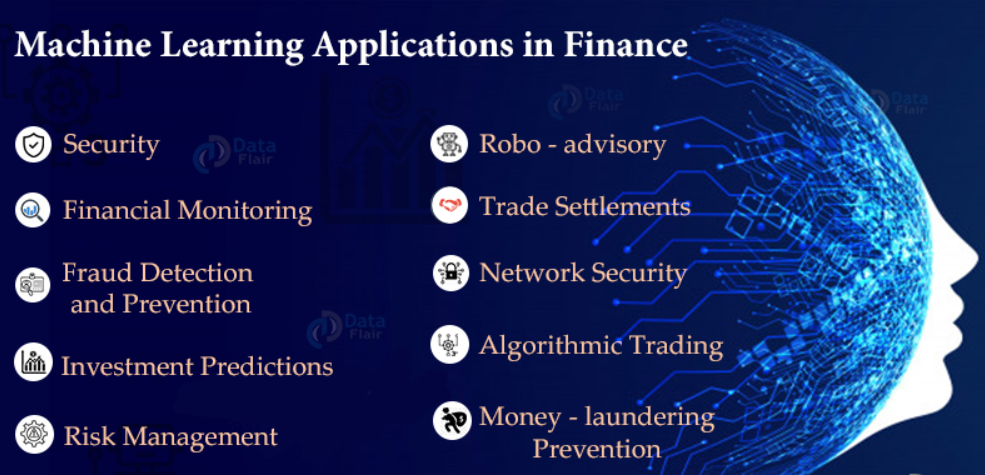 Machine Learning Applications in Finance
Security
Financial Monitoring
Fraud Detection
and Prevention
Investment Predictions
Risk Management
Robo - advisory
Trade Settlements
Network Security
Algorithmic Trading
Money - laundering
Prevention
Data
Flair
Data
Flair
Data
Flair
Data
Flair